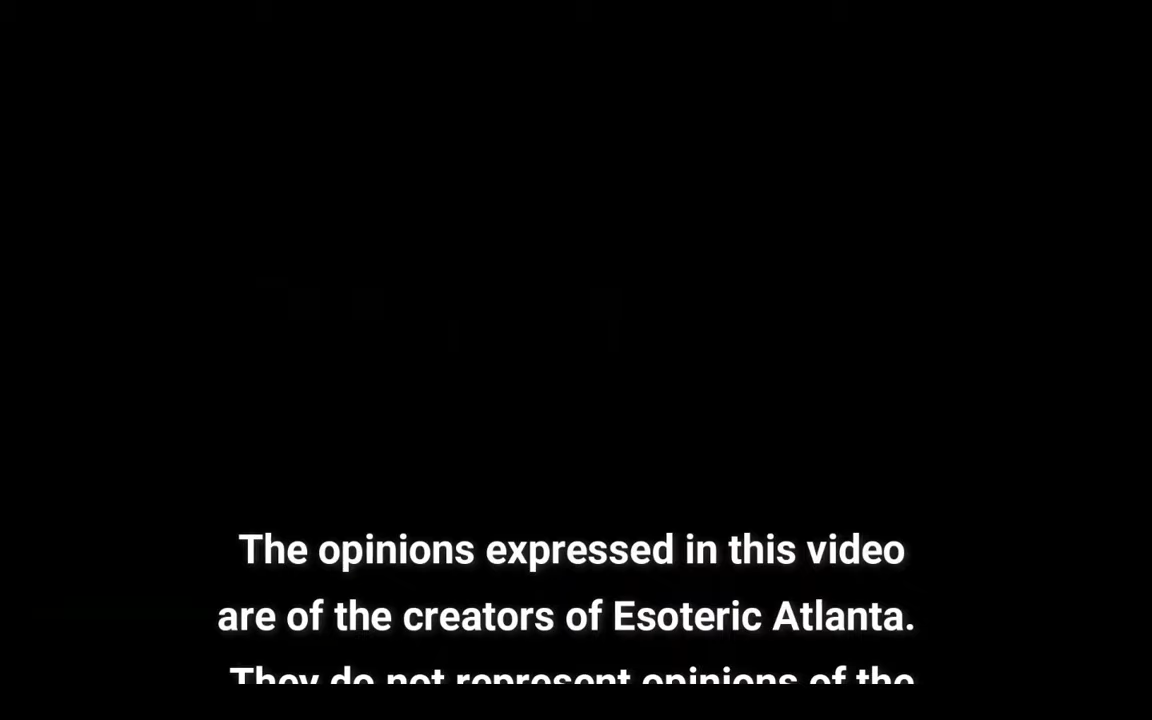 The opinions expressed in this video
are of the creators of Esoteric Atlanta.
They do not represent opinions of the